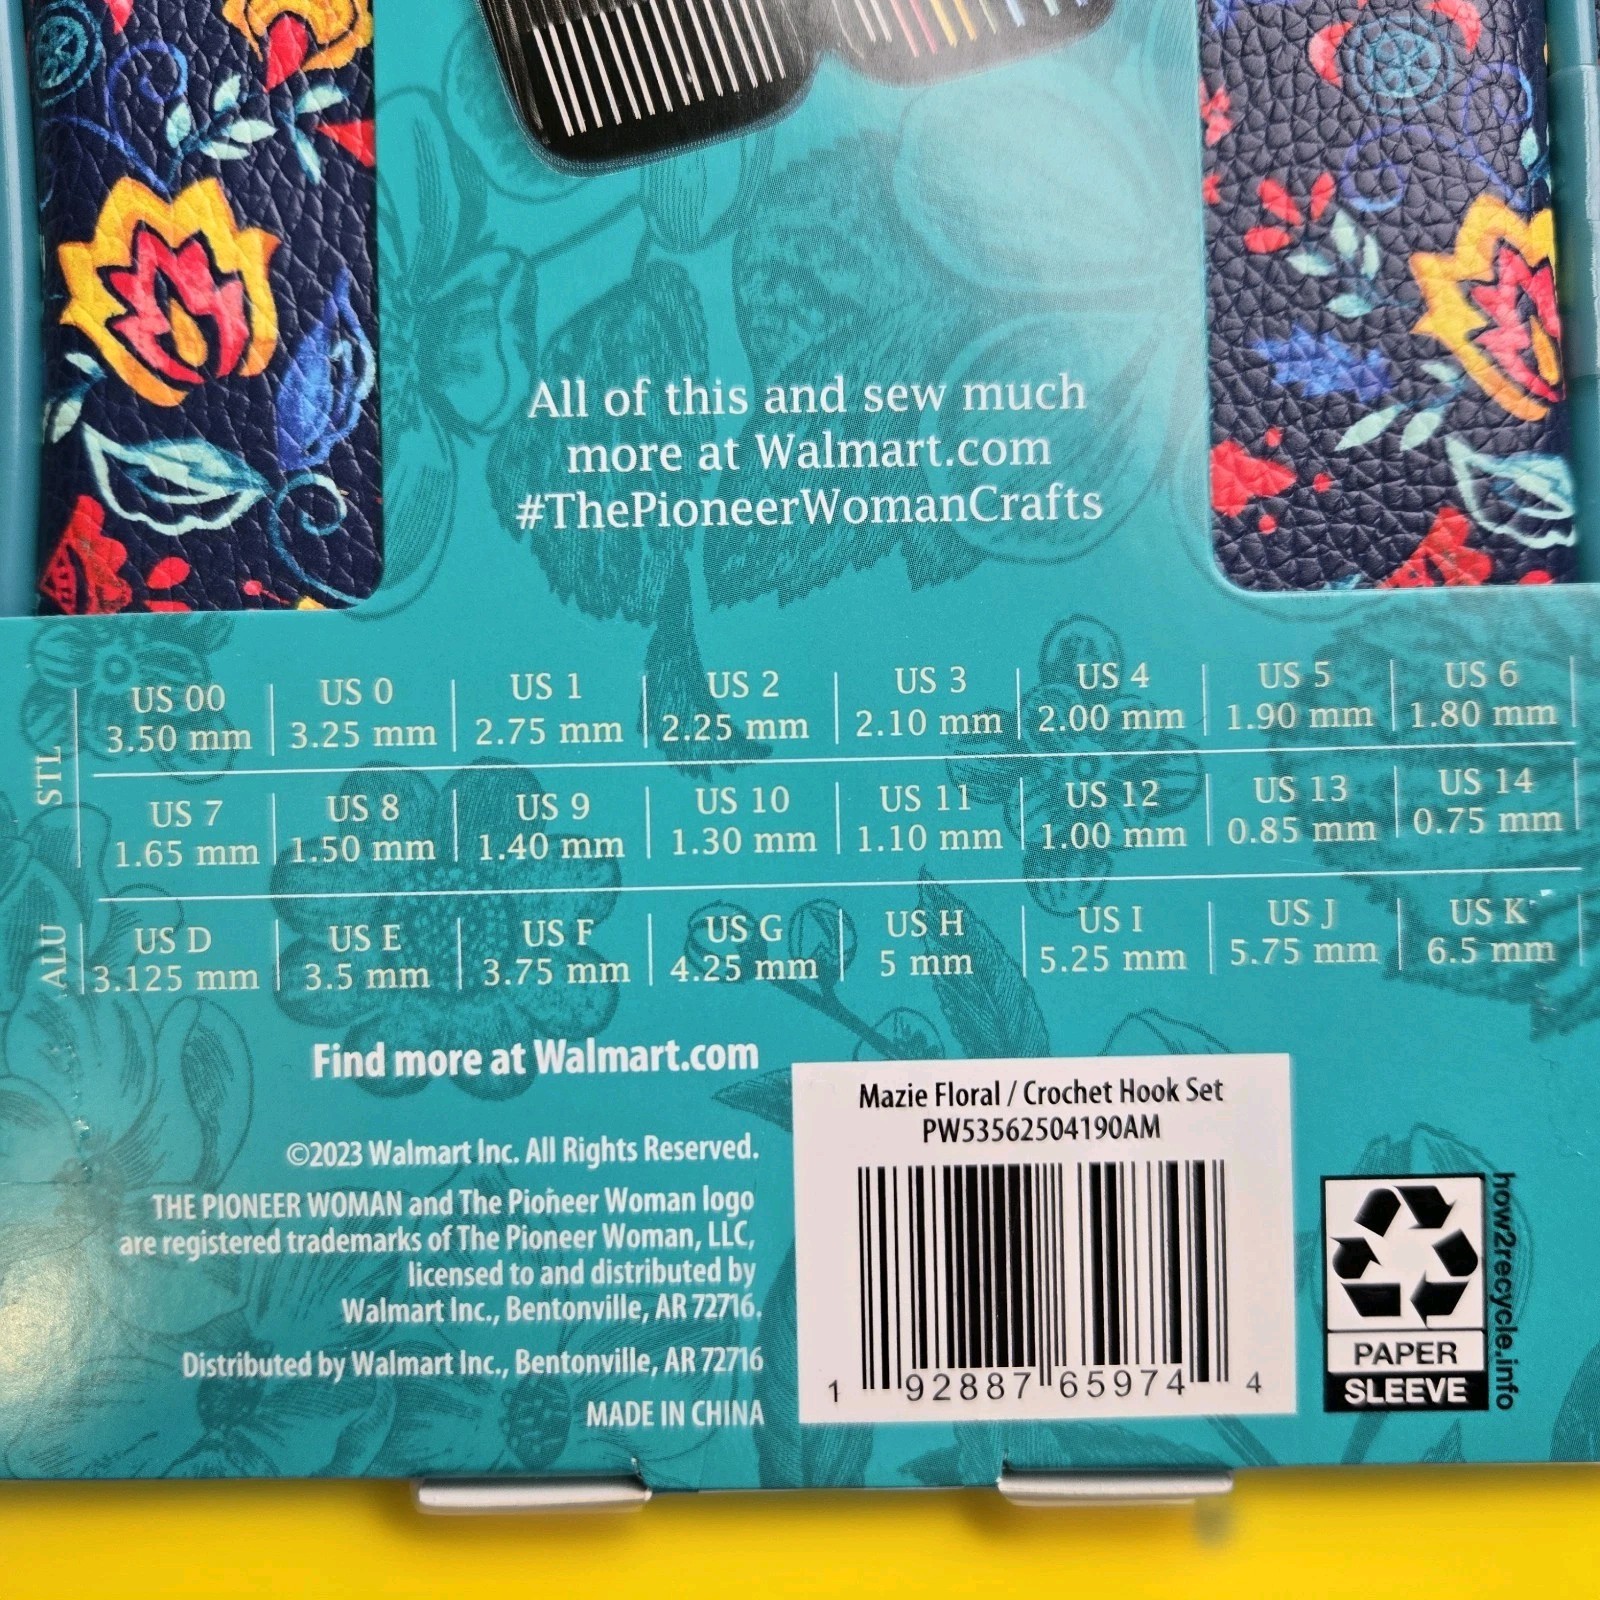 All of this and sew much
more at Walmart.com
#ThePioneerWomanCrafts
STL
US 00 US 0 US 1 US 2 US 3 US 4 US 5 US 6
3.50 mm 3.25 mm 2.75 mm 2.25 mm 2.10 mm 2.00 mm 1.90 mm 1.80 mm
US 7 US 8 US 9 US 10 US 11 US 12 US 13 US 14
1.65 mm 1.50 mm 1.40 mm 1.30 mm 1.10 mm 1.00 mm 0.85 mm 0.75 mm
ALU
US D US E US F US G US H US I US J US K
3.125 mm 3.5 mm 3.75 mm 4.25 mm 5 mm 5.25 mm 5.75 mm 6.5 mm
Find more at Walmart.com
©2023 Walmart Inc. All Rights Reserved.
THE PIONEER WOMAN and The Pioneer Woman logo
are registered trademarks of The Pioneer Woman, LLC,
licensed to and distributed by
Walmart Inc., Bentonville, AR 72716.
Distributed by Walmart Inc., Bentonville, AR 72716
MADE IN CHINA
Mazie Floral / Crochet Hook Set
PW53562504190AM
1 92887 65974 4
how2recycle.info
PAPER
SLEEVE